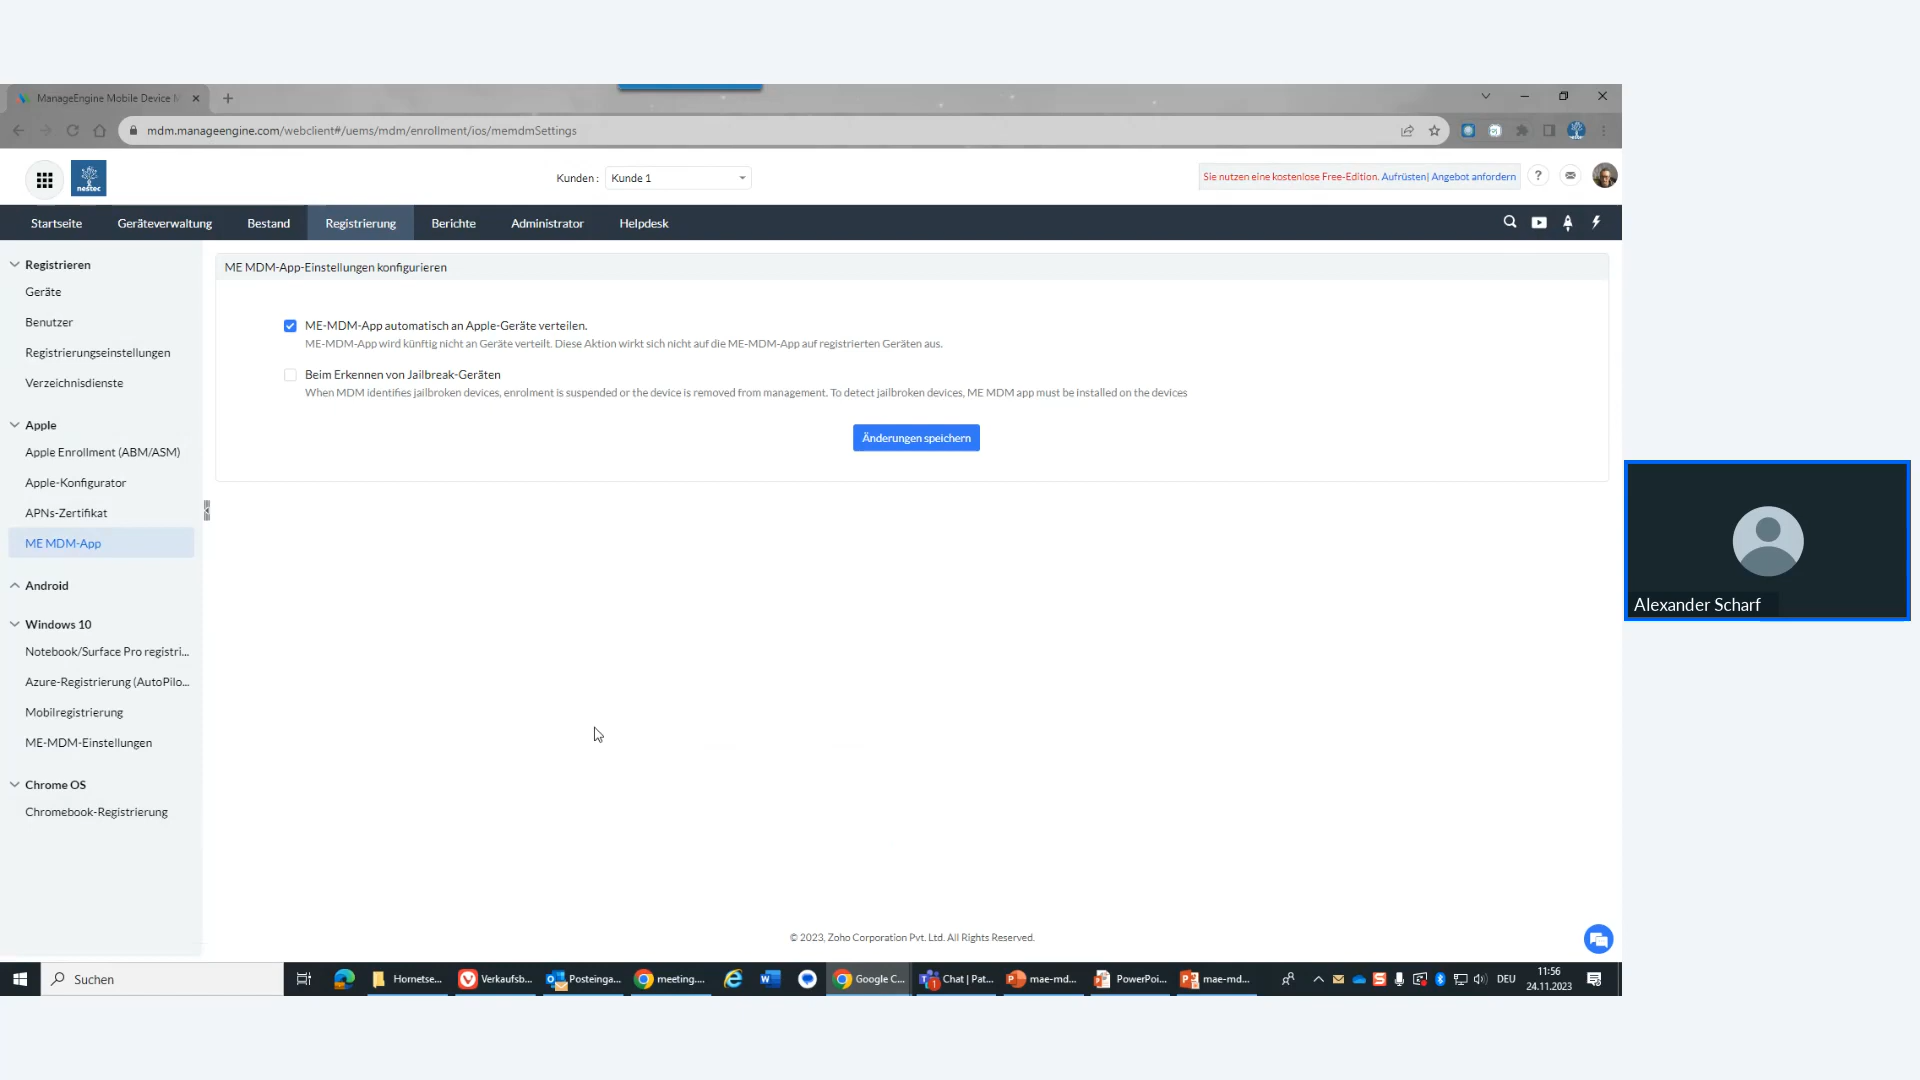 ManageEngine Mobile Device M
mdm.manageengine.com/webclient#/uems/mdm/enrollment/ios/memdmSettings
nestec
Kunden :
Kunde 1
Sie nutzen eine kostenlose Free-Edition. Aufrüsten| Angebot anfordern
?
Startseite
Geräteverwaltung
Bestand
Registrierung
Berichte
Administrator
Helpdesk
Registrieren
Geräte
Benutzer
Registrierungseinstellungen
Verzeichnisdienste
Apple
Apple Enrollment (ABM/ASM)
Apple-Konfigurator
APNs-Zertifikat
ME MDM-App
Android
Windows 10
Notebook/Surface Pro registri...
Azure-Registrierung (AutoPilo...
Mobilregistrierung
ME-MDM-Einstellungen
Chrome OS
Chromebook-Registrierung
ME MDM-App-Einstellungen konfigurieren
ME-MDM-App automatisch an Apple-Geräte verteilen.
ME-MDM-App wird künftig nicht an Geräte verteilt. Diese Aktion wirkt sich nicht auf die ME-MDM-App auf registrierten Geräten aus.
Beim Erkennen von Jailbreak-Geräten
When MDM identifies jailbroken devices, enrolment is suspended or the device is removed from management. To detect jailbroken devices, ME MDM app must be installed on the devices
Änderungen speichern
© 2023, Zoho Corporation Pvt. Ltd. All Rights Reserved.
Alexander Scharf
Suchen
Hornetse...
Verkaufsb...
Posteinga...
meeting....
Google C...
Chat | Pat...
mae-md...
PowerPoi...
mae-md...
DEU
11:56
24.11.2023